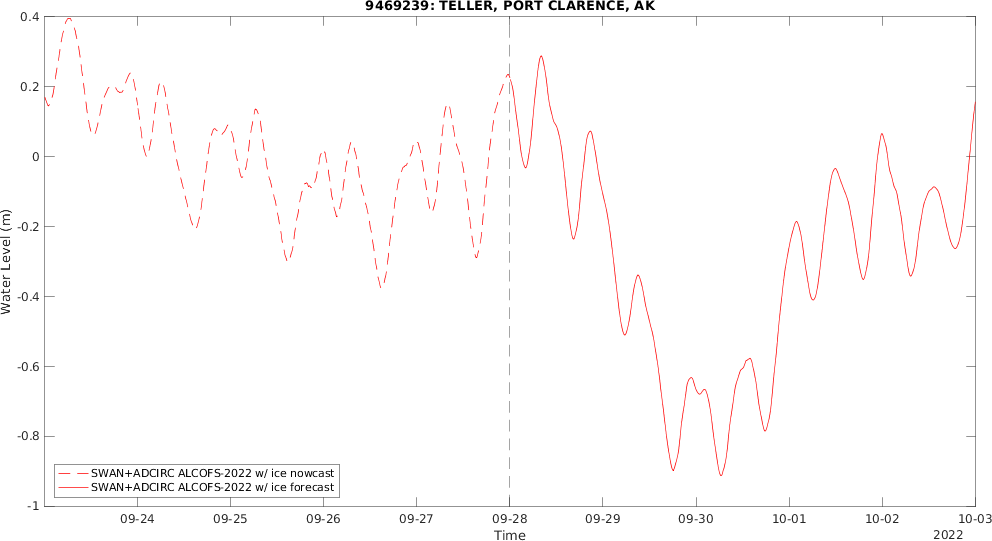 9469239: TELLER, PORT CLARENCE, AK
0.4
0.2
0
-0.2
-0.4
-0.6
-0.8
-1
Water Level (m)
SWAN+ADCIRC ALCOFS-2022 w/ ice nowcast
SWAN+ADCIRC ALCOFS-2022 w/ ice forecast
09-24 09-25 09-26 09-27 09-28 09-29 09-30 10-01 10-02 10-03
Time
2022